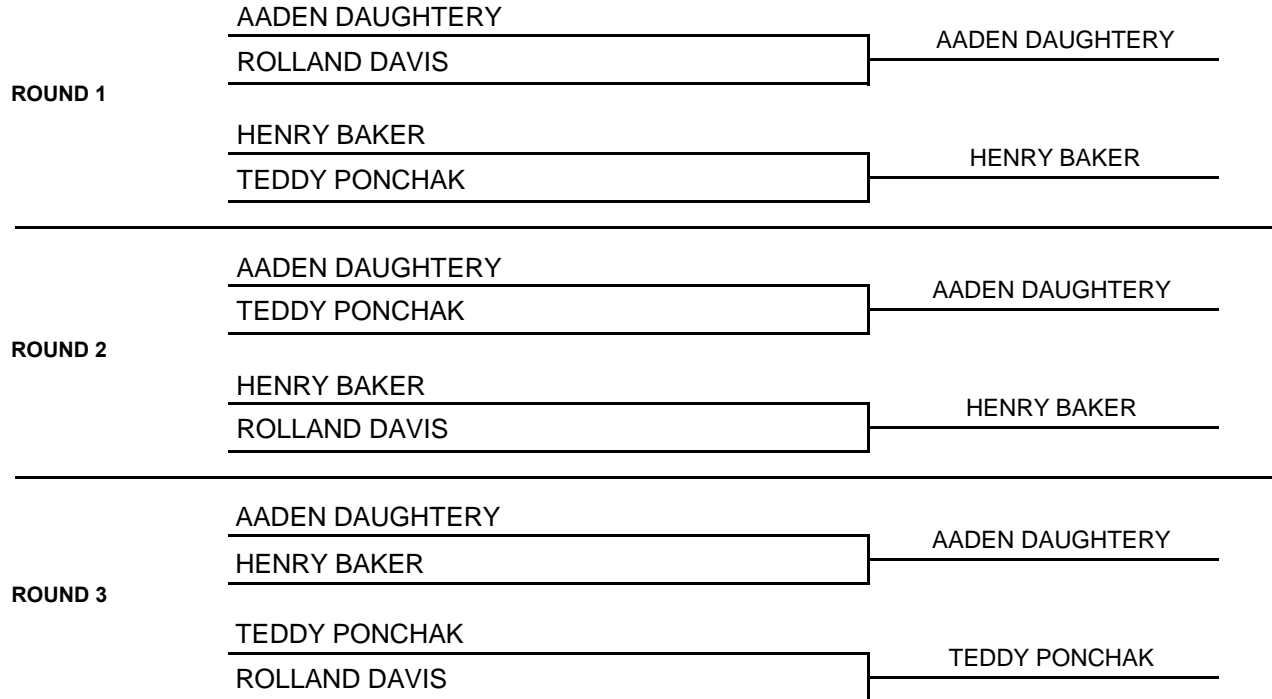 AADEN DAUGHTERY
AADEN DAUGHTERY
ROLLAND DAVIS
ROUND 1
HENRY BAKER
HENRY BAKER
TEDDY PONCHAK
AADEN DAUGHTERY
AADEN DAUGHTERY
TEDDY PONCHAK
ROUND 2
HENRY BAKER
HENRY BAKER
ROLLAND DAVIS
AADEN DAUGHTERY
AADEN DAUGHTERY
HENRY BAKER
ROUND 3
TEDDY PONCHAK
TEDDY PONCHAK
ROLLAND DAVIS